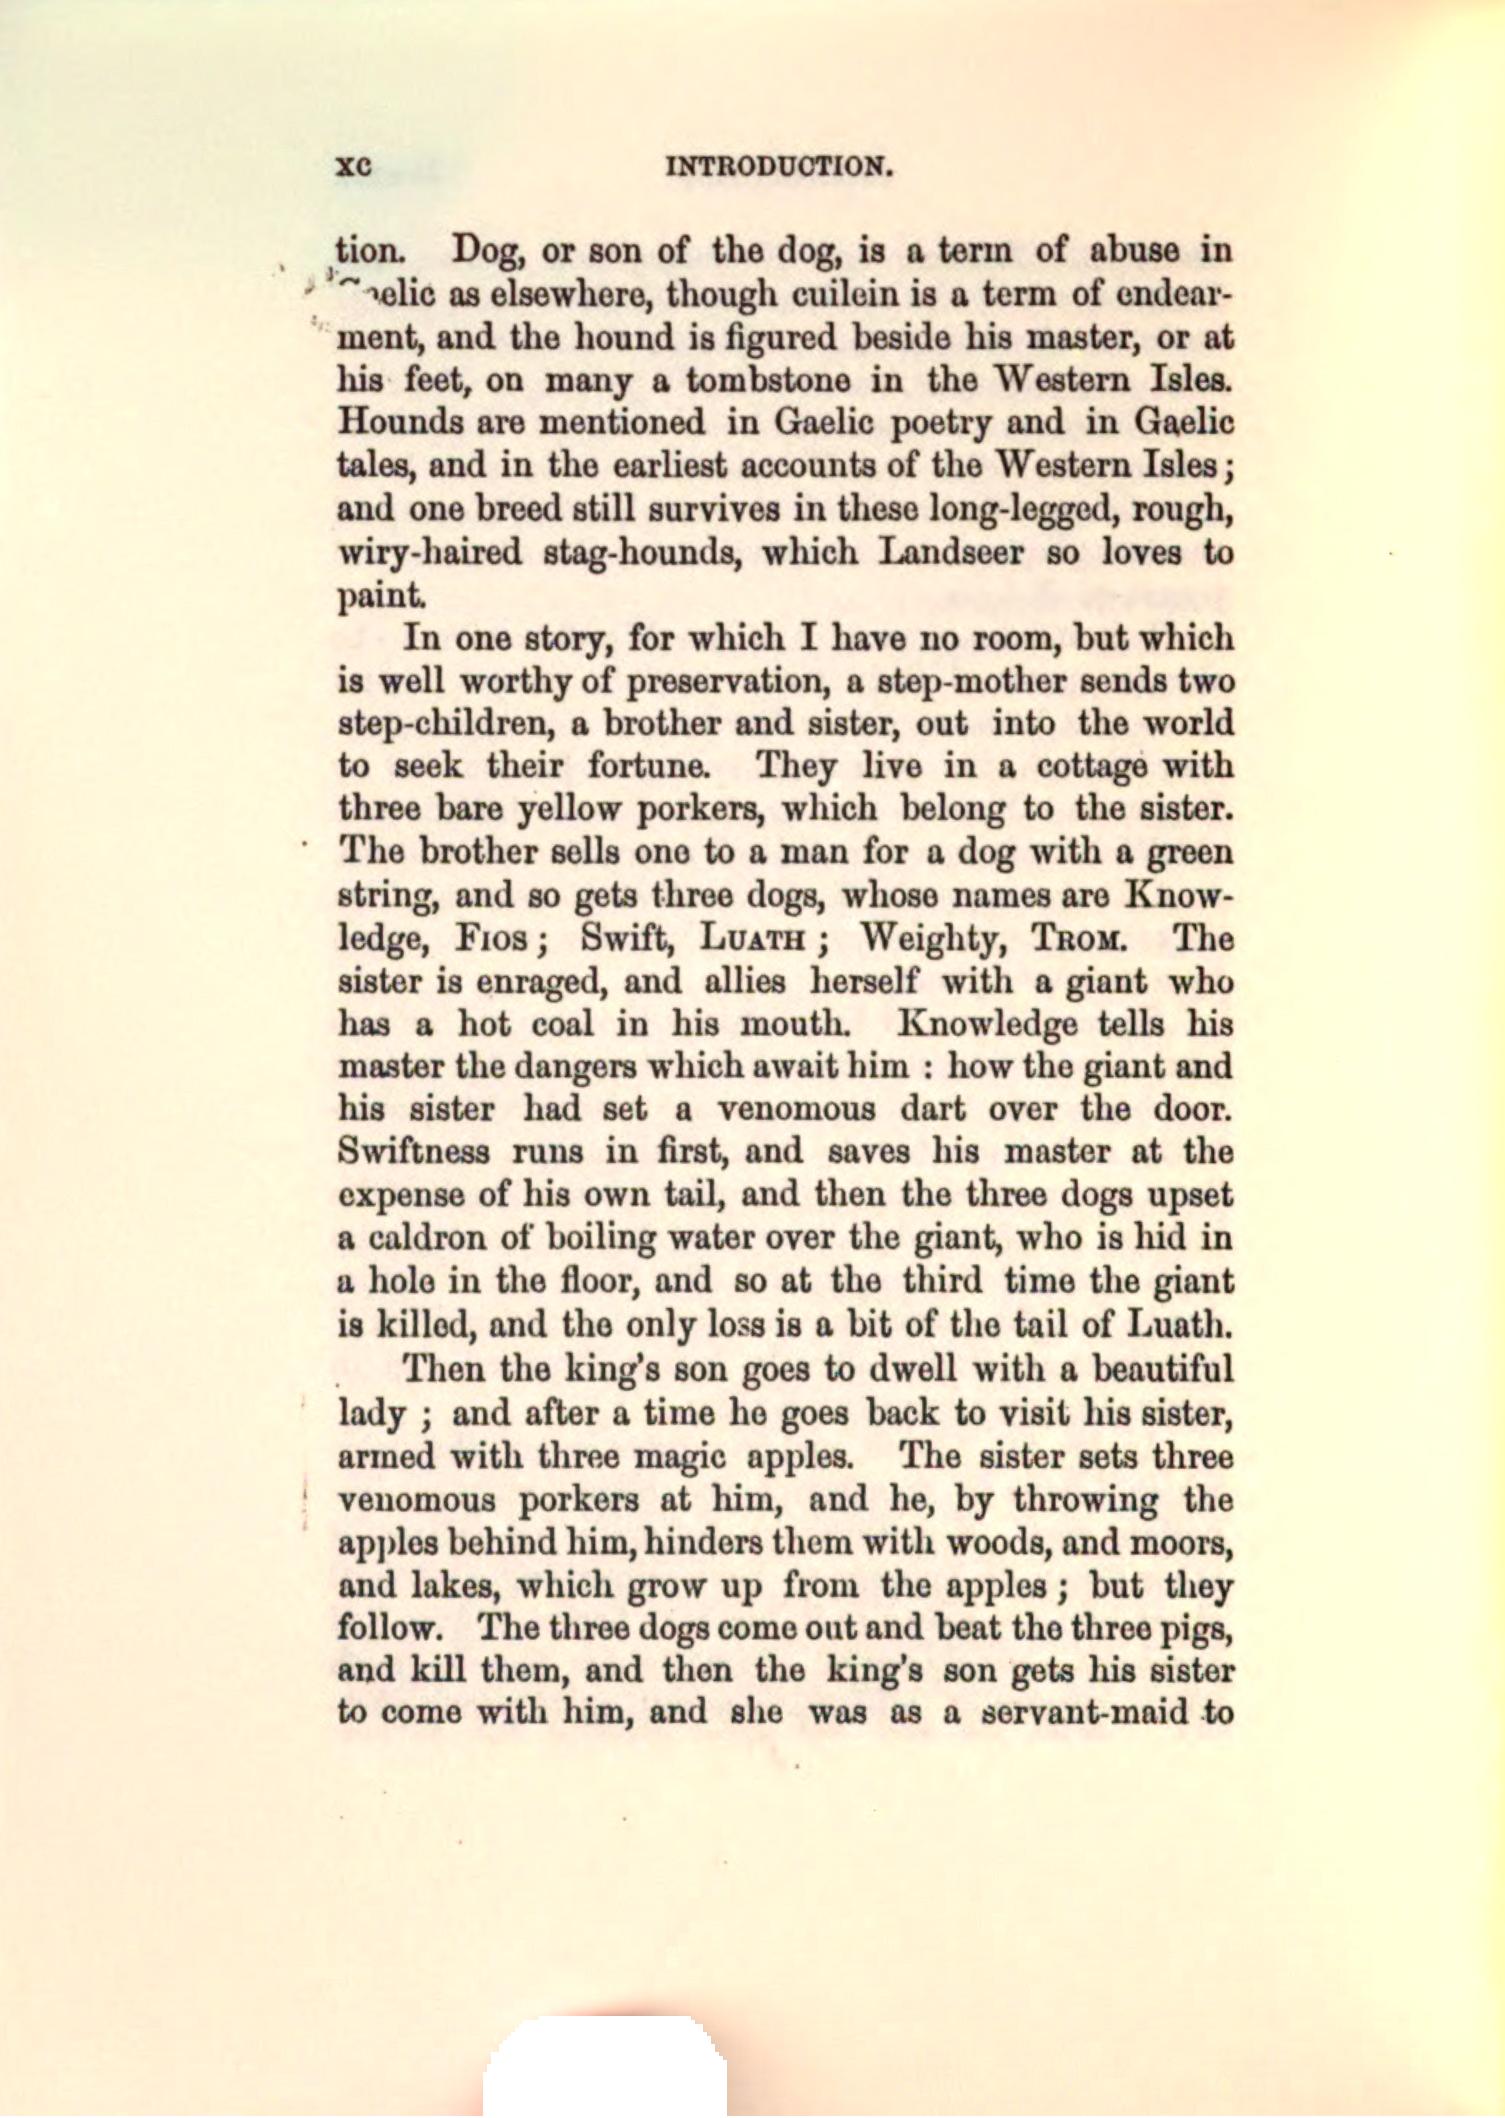 xc INTRODUCTION.
tion. Dog, or son of the dog, is a term of abuse in
Gaelic as elsewhere, though cuilein is a term of endear-
ment, and the hound is figured beside his master, or at
his feet, on many a tombstone in the Western Isles.
Hounds are mentioned in Gaelic poetry and in Gaelic
tales, and in the earliest accounts of the Western Isles;
and one breed still survives in these long-legged, rough,
wiry-haired stag-hounds, which Landseer so loves to
paint.
In one story, for which I have no room, but which
is well worthy of preservation, a step-mother sends two
step-children, a brother and sister, out into the world
to seek their fortune. They live in a cottage with
three bare yellow porkers, which belong to the sister.
The brother sells one to a man for a dog with a green
string, and so gets three dogs, whose names are Know-
ledge, FIOS; Swift, LUATH; Weighty, TROM. The
sister is enraged, and allies herself with a giant who
has a hot coal in his mouth. Knowledge tells his
master the dangers which await him : how the giant and
his sister had set a venomous dart over the door.
Swiftness runs in first, and saves his master at the
expense of his own tail, and then the three dogs upset
a caldron of boiling water over the giant, who is hid in
a hole in the floor, and so at the third time the giant
is killed, and the only loss is a bit of the tail of Luath.
Then the king's son goes to dwell with a beautiful
lady ; and after a time he goes back to visit his sister,
armed with three magic apples. The sister sets three
venomous porkers at him, and he, by throwing the
apples behind him, hinders them with woods, and moors,
and lakes, which grow up from the apples ; but they
follow. The three dogs come out and beat the three pigs,
and kill them, and then the king's son gets his sister
to come with him, and she was as a servant-maid to